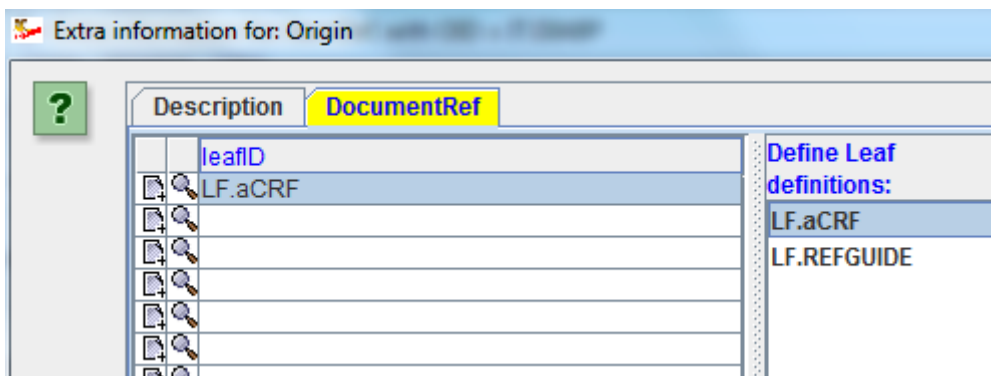 Extra information for: Origin
?
Description DocumentRef
leafID
LF.aCRF
Define Leaf
definitions:
LF.aCRF
LF.REFGUIDE